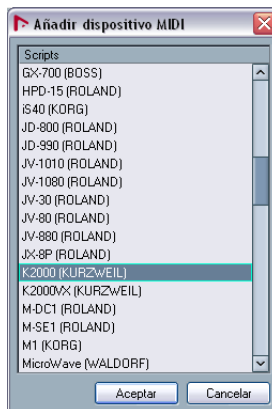 Añadir dispositivo MIDI
Scripts
GX-700 (BOSS)
HPD-15 (ROLAND)
iS40 (KORG)
JD-800 (ROLAND)
JD-990 (ROLAND)
JV-1010 (ROLAND)
JV-1080 (ROLAND)
JV-30 (ROLAND)
JV-80 (ROLAND)
JV-880 (ROLAND)
JX-8P (ROLAND)
K2000 (KURZWEIL)
K2000VX (KURZWEIL)
M-DC1 (ROLAND)
M-SE1 (ROLAND)
M1 (KORG)
MicroWave (WALDORF)
Aceptar
Cancelar